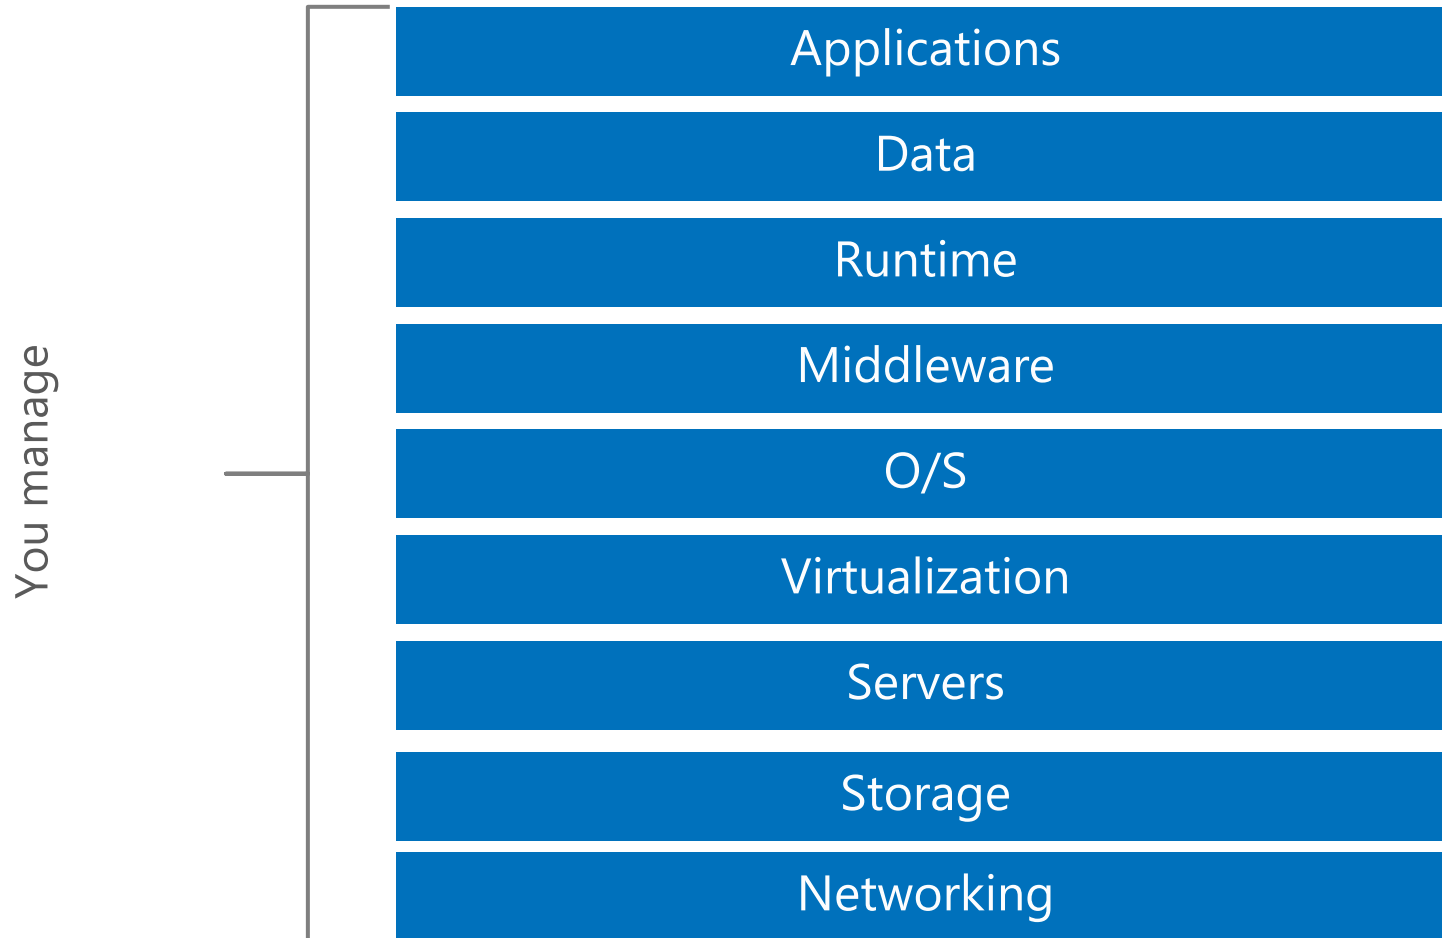 You manage
Applications
Data
Runtime
Middleware
O/S
Virtualization
Servers
Storage
Networking